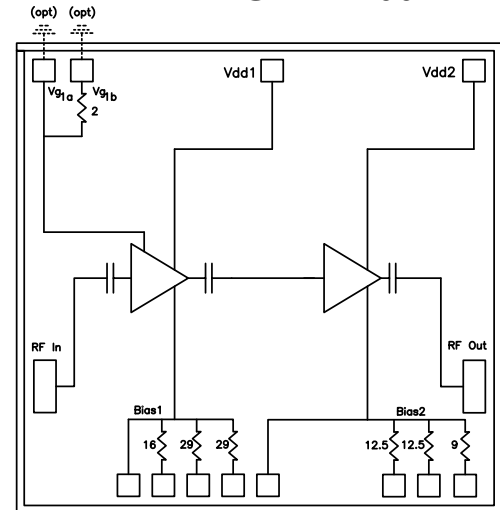 (opt) (opt)
Vdd1
Vdd2
Vg1a
Vg1b
2
RF In
RF Out
Bias1
Bias2
16
29
29
12.5
12.5
9